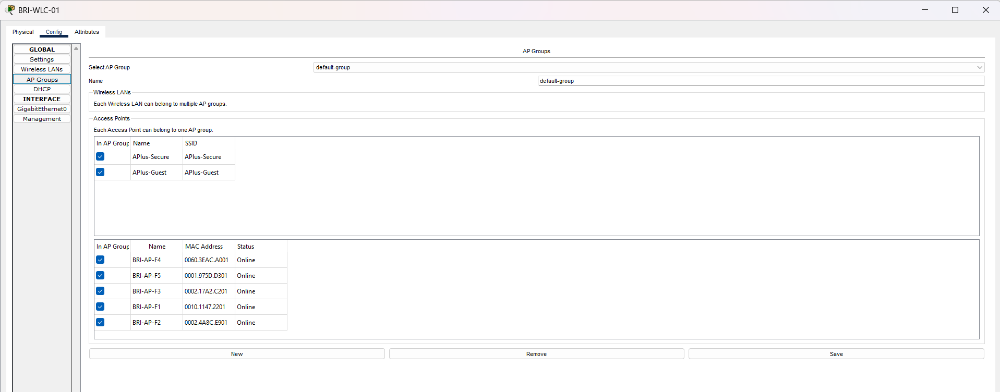 BRI-WLC-01
Physical Config Attributes
GLOBAL
Settings
Wireless LANs
AP Groups
DHCP
INTERFACE
GigabitEthernet0
Management
AP Groups
Select AP Group default-group
Name default-group
Wireless LANs
Each Wireless LAN can belong to multiple AP groups.
Access Points
Each Access Point can belong to one AP group.
In AP Group Name SSID
APlus-Secure APlus-Secure
APlus-Guest APlus-Guest
In AP Group Name MAC Address Status
BRI-AP-F4 0060.3EAC.A001 Online
BRI-AP-F5 0001.975D.D301 Online
BRI-AP-F3 0002.17A2.C201 Online
BRI-AP-F1 0010.1147.2201 Online
BRI-AP-F2 0002.4A8C.E901 Online
New Remove Save